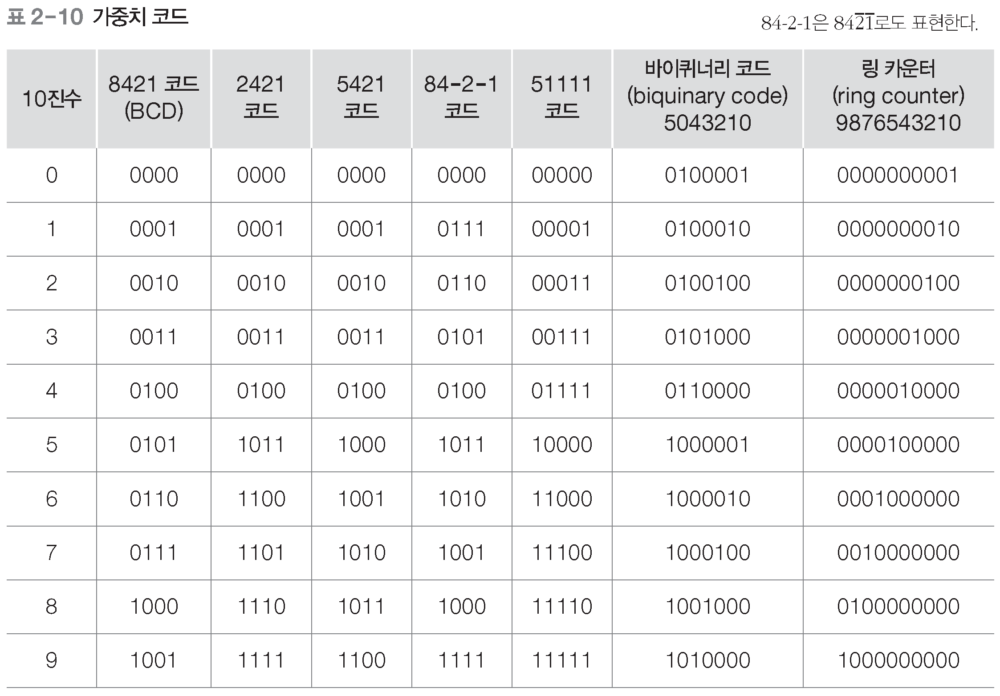 표 2-10 가중치 코드
84-2-1은 842̅1̅로도 표현한다.
10진수 8421 코드 (BCD) 2421 코드 5421 코드 84-2-1 코드 51111 코드 바이퀴너리 코드 (biquinary code) 5043210 링 카운터 (ring counter) 9876543210
0 0000 0000 0000 0000 00000 0100001 0000000001
1 0001 0001 0001 0111 00001 0100010 0000000010
2 0010 0010 0010 0110 00011 0100100 0000000100
3 0011 0011 0011 0101 00111 0101000 0000001000
4 0100 0100 0100 0100 01111 0110000 0000010000
5 0101 1011 1000 1011 10000 1000001 0000100000
6 0110 1100 1001 1010 11000 1000010 0001000000
7 0111 1101 1010 1001 11100 1000100 0010000000
8 1000 1110 1011 1000 11110 1001000 0100000000
9 1001 1111 1100 1111 11111 1010000 1000000000